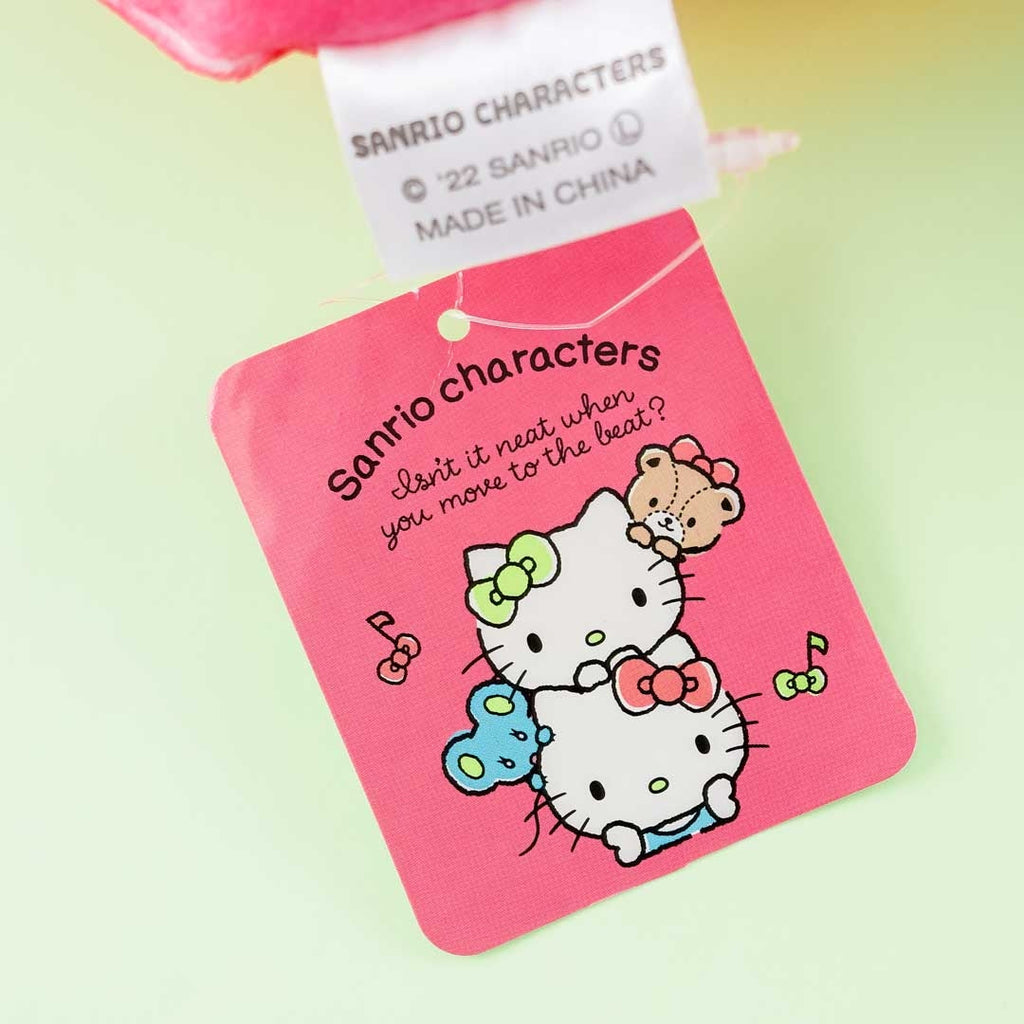 SANRIO CHARACTERS
© '22 SANRIO Ⓛ
MADE IN CHINA
Sanrio characters
Isn't it neat when
you move to the beat?